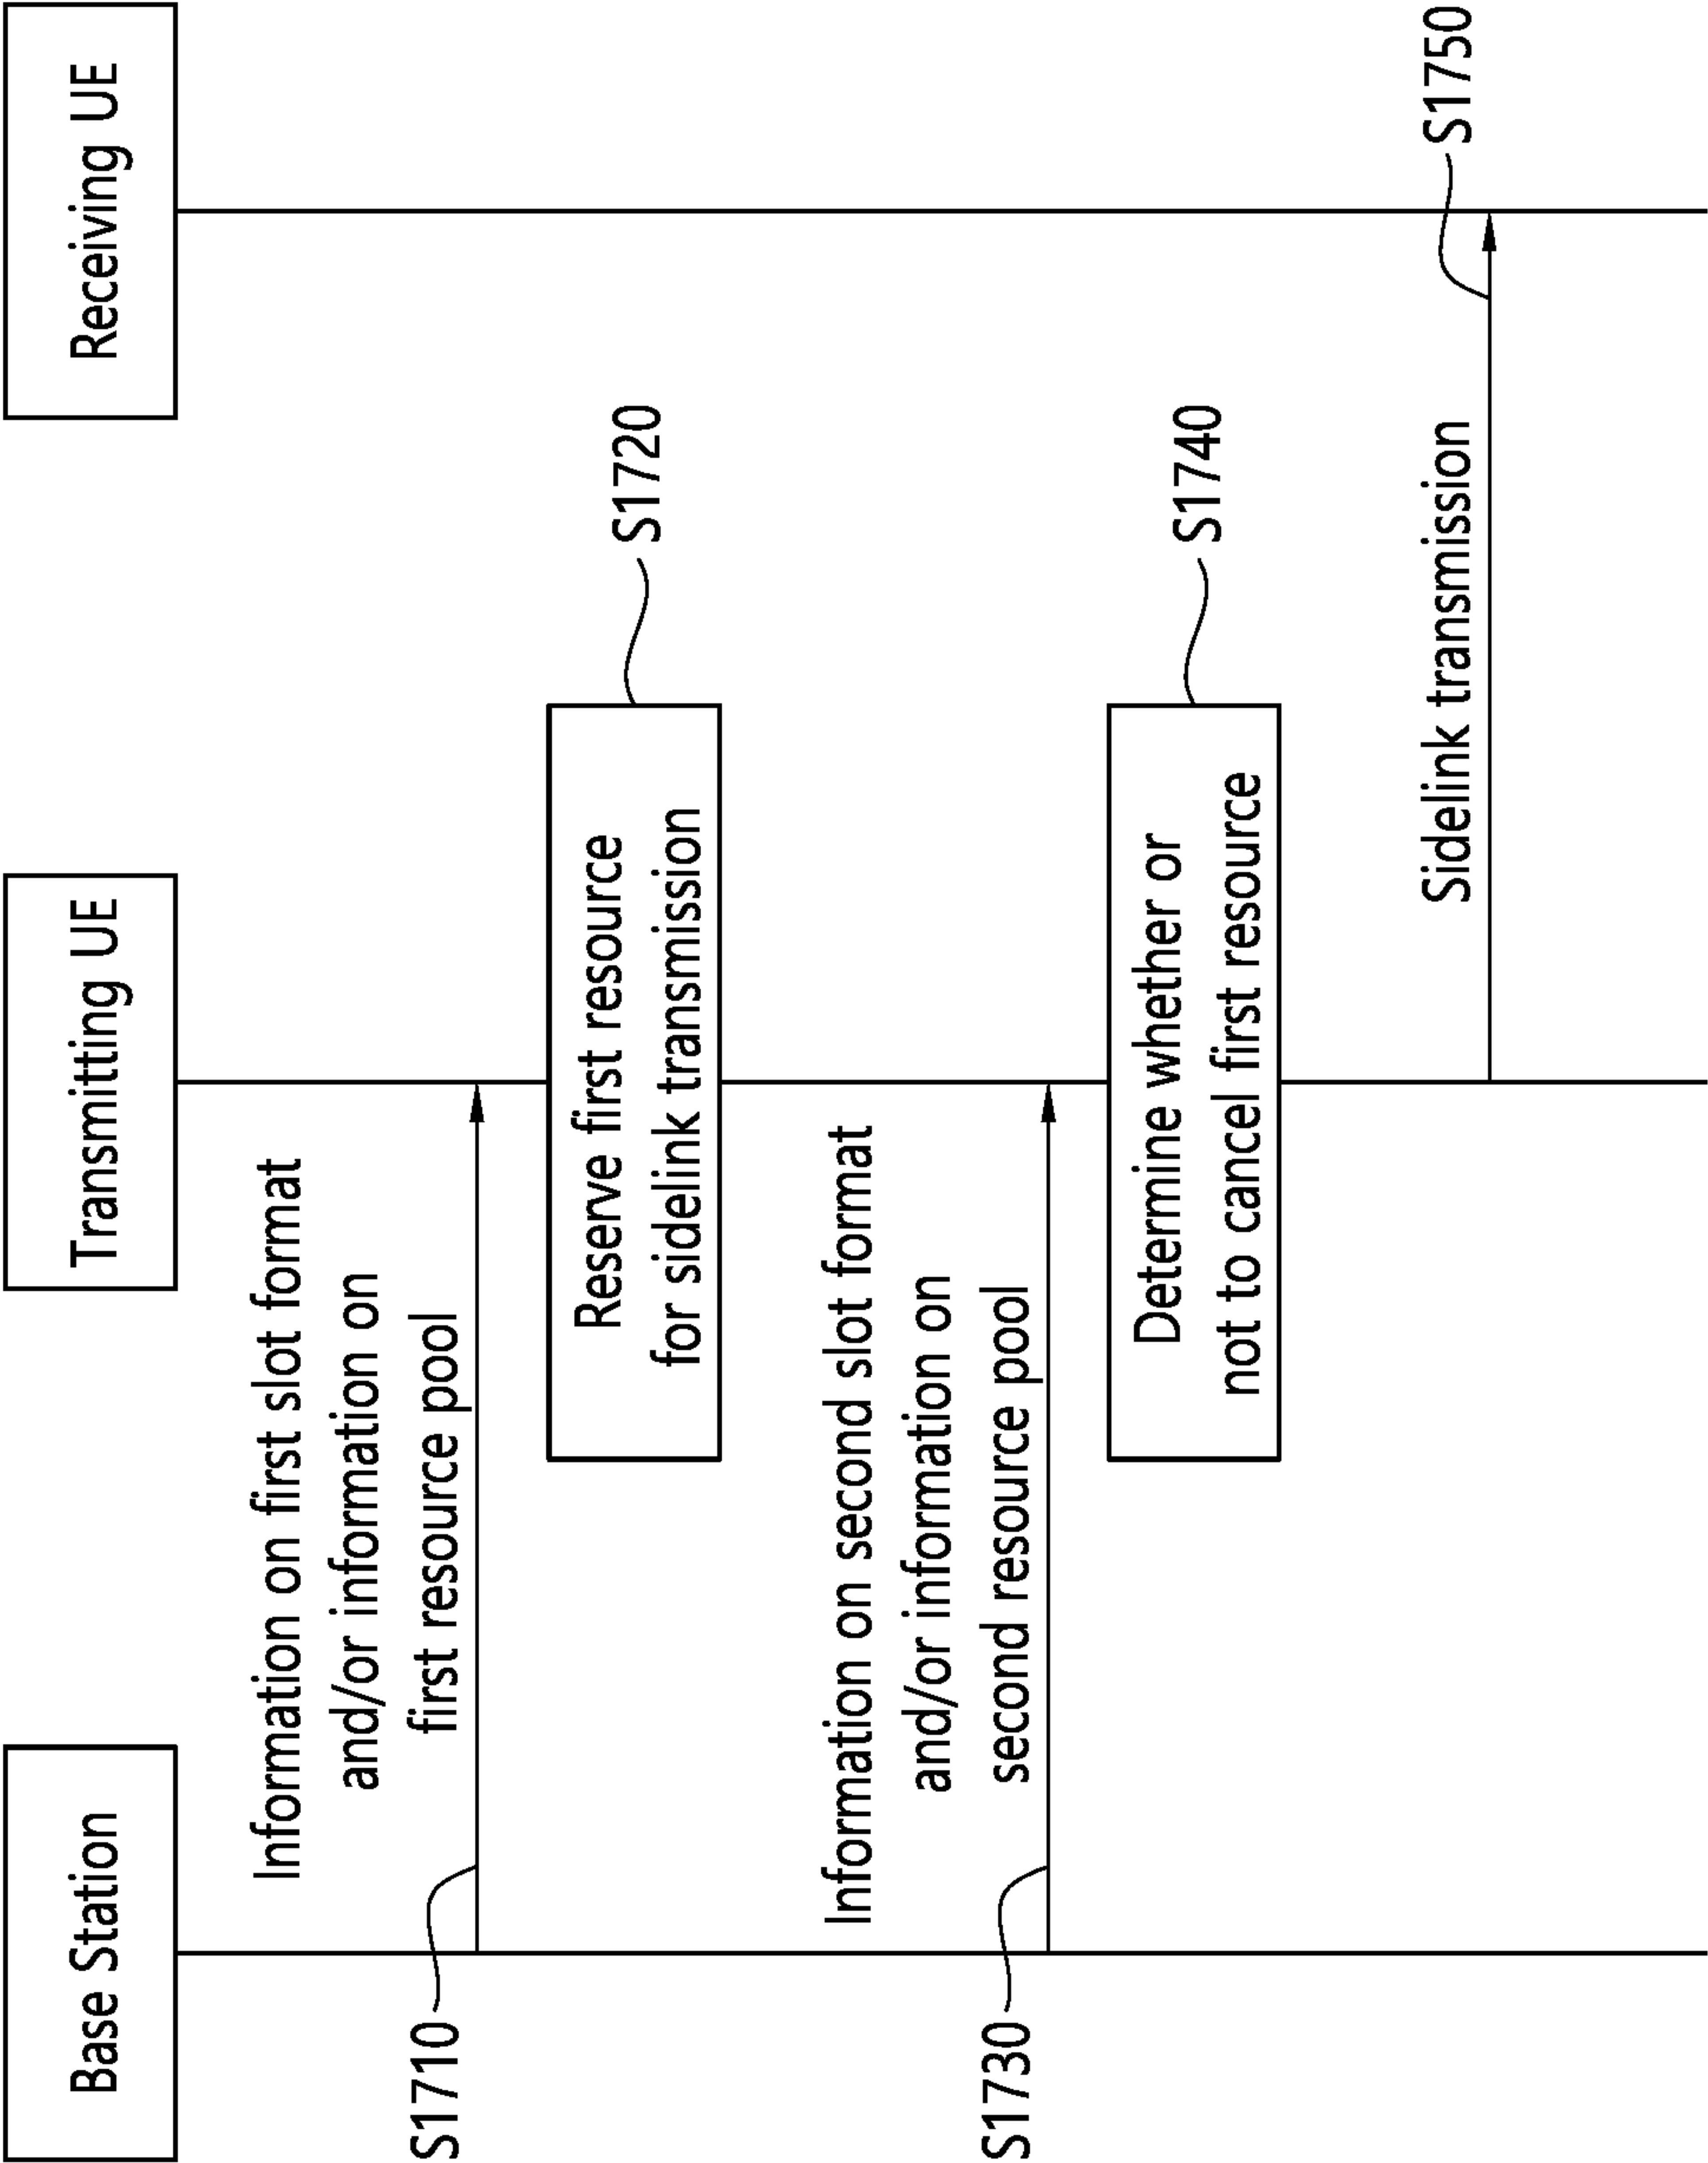 Base Station
Transmitting UE
Receiving UE
Information on first slot format
and/or information on
first resource pool
S1710
Reserve first resource
for sidelink transmission
S1720
Information on second slot format
and/or information on
second resource pool
S1730
Determine whether or
not to cancel first resource
S1740
Sidelink transmission
S1750